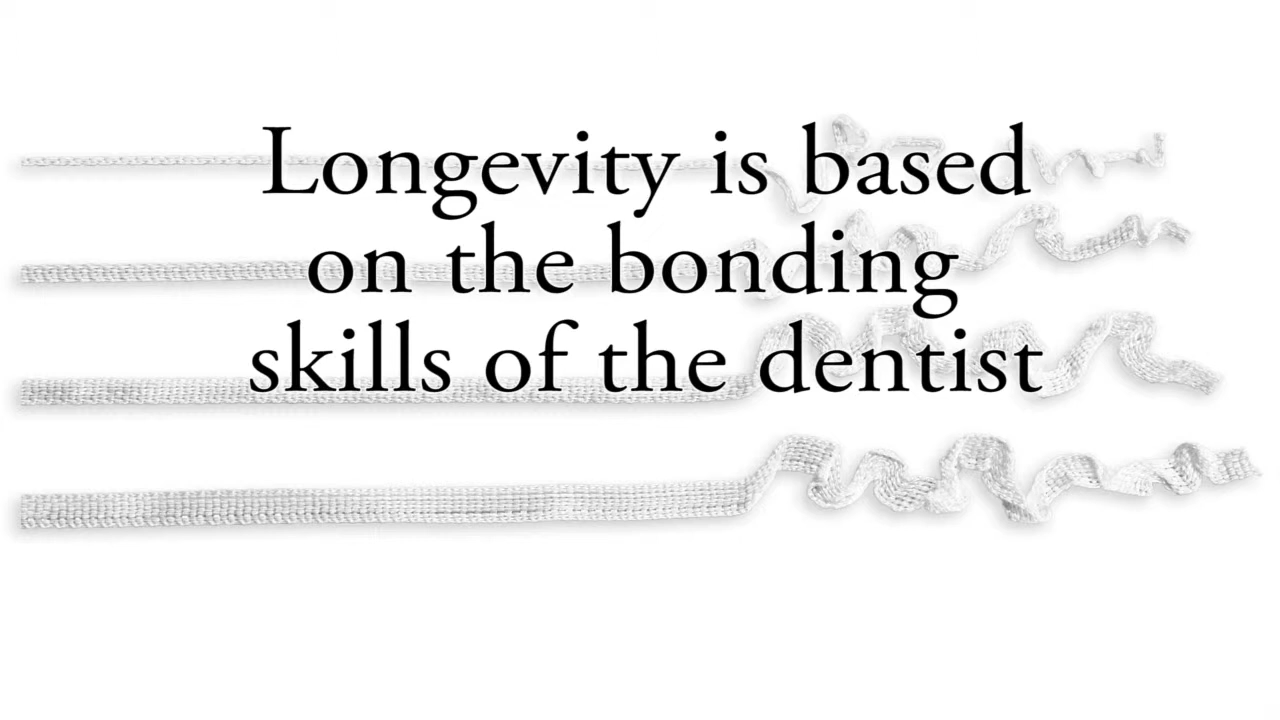 Longevity is based
on the bonding
skills of the dentist